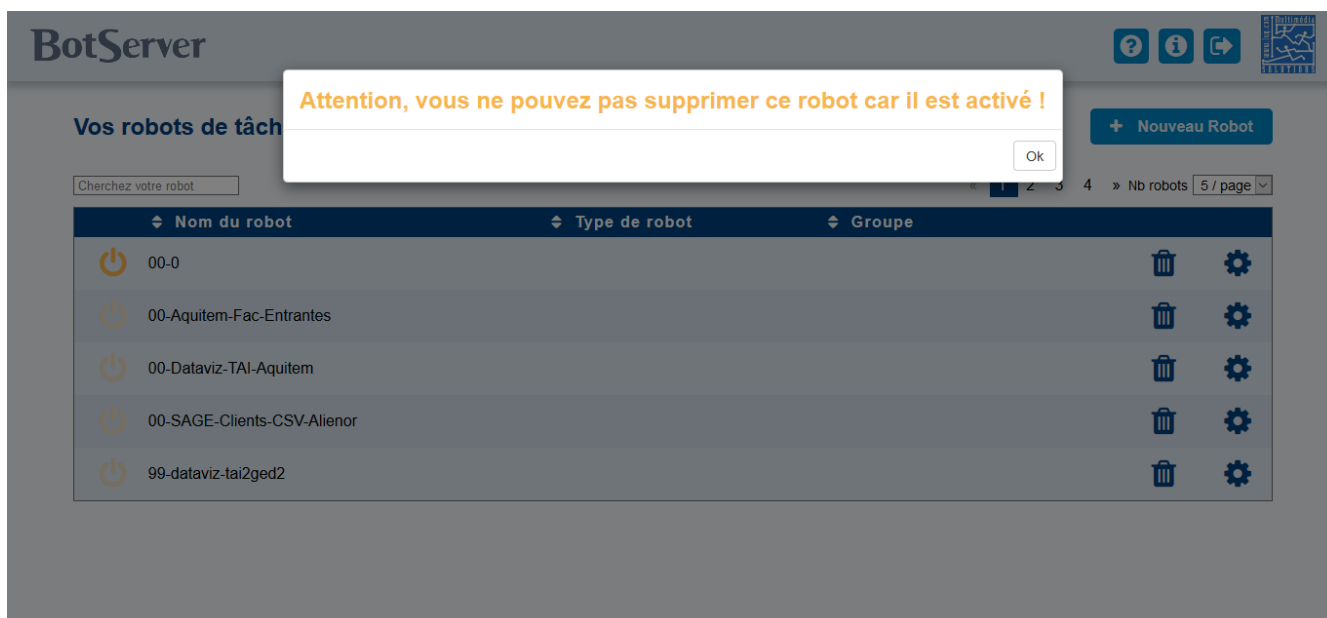 BotServer
Attention, vous ne pouvez pas supprimer ce robot car il est activé !
Ok
Vos robots de tâch
+ Nouveau Robot
Cherchez votre robot
« 1 2 3 4 » Nb robots 5 / page
Nom du robot Type de robot Groupe
00-0
00-Aquitem-Fac-Entrantes
00-Dataviz-TAI-Aquitem
00-SAGE-Clients-CSV-Alienor
99-dataviz-tai2ged2